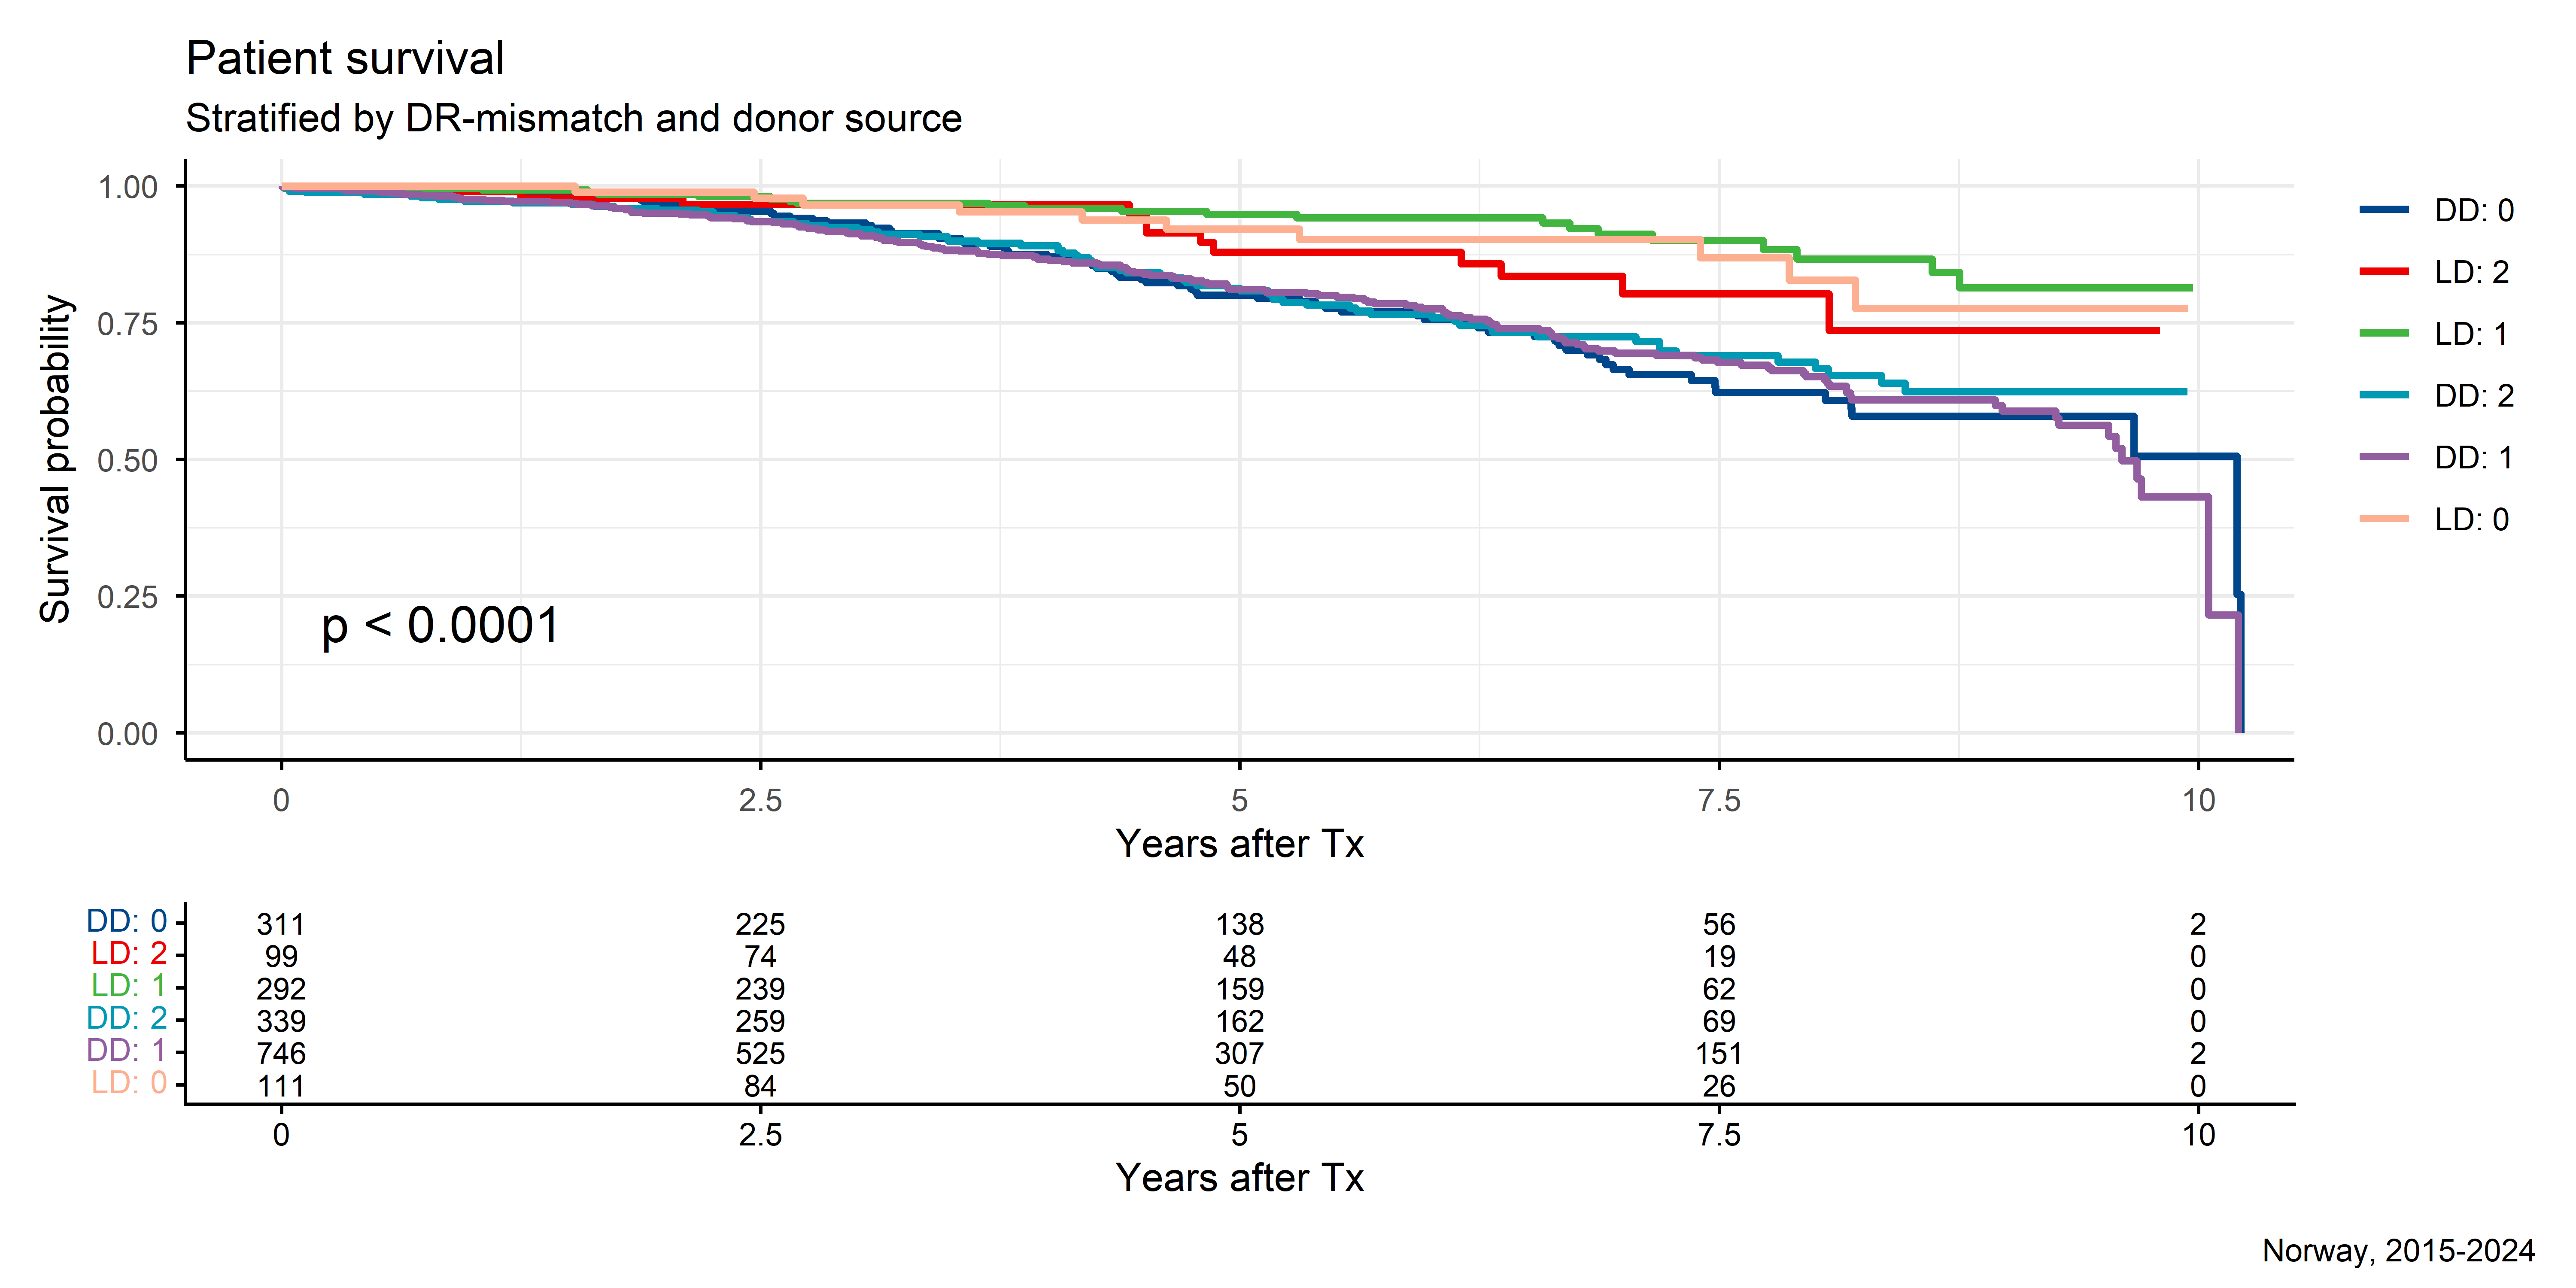 Patient survival
Stratified by DR-mismatch and donor source
Survival probability
1.00
0.75
0.50
0.25
0.00
p < 0.0001
0 2.5 5 7.5 10
Years after Tx
DD: 0
LD: 2
LD: 1
DD: 2
DD: 1
LD: 0
DD: 0 311 225 138 56 2
LD: 2 99 74 48 19 0
LD: 1 292 239 159 62 0
DD: 2 339 259 162 69 0
DD: 1 746 525 307 151 2
LD: 0 111 84 50 26 0
0 2.5 5 7.5 10
Years after Tx
Norway, 2015-2024